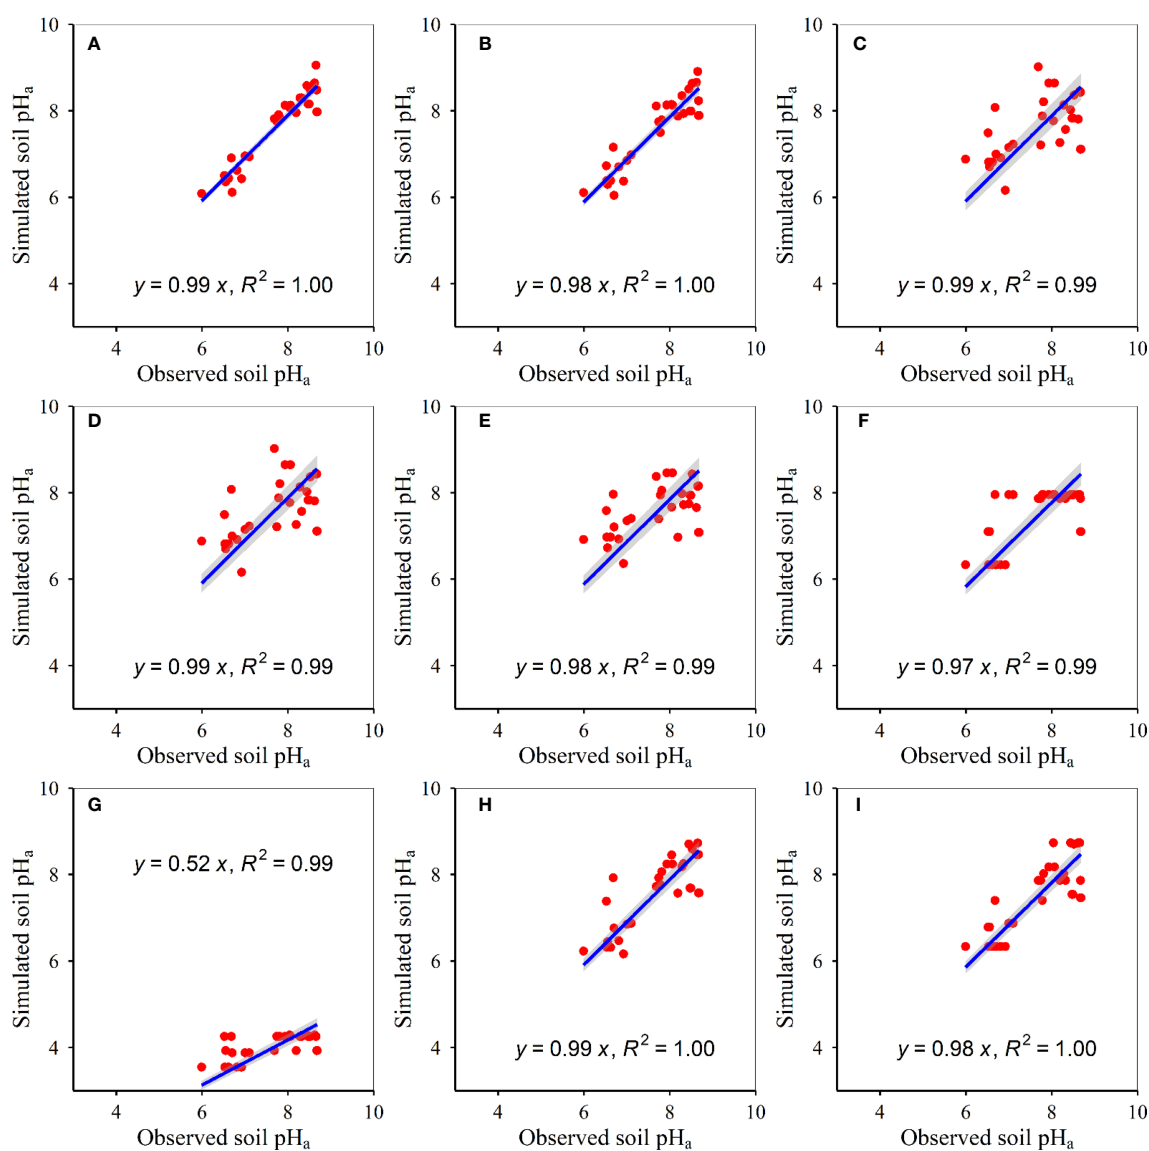 A
10
8
6
4
Simulated soil pHₐ
y = 0.99 x, R² = 1.00
4 6 8 10
Observed soil pHₐ
B
10
8
6
4
Simulated soil pHₐ
y = 0.98 x, R² = 1.00
4 6 8 10
Observed soil pHₐ
C
10
8
6
4
Simulated soil pHₐ
y = 0.99 x, R² = 0.99
4 6 8 10
Observed soil pHₐ
D
10
8
6
4
Simulated soil pHₐ
y = 0.99 x, R² = 0.99
4 6 8 10
Observed soil pHₐ
E
10
8
6
4
Simulated soil pHₐ
y = 0.98 x, R² = 0.99
4 6 8 10
Observed soil pHₐ
F
10
8
6
4
Simulated soil pHₐ
y = 0.97 x, R² = 0.99
4 6 8 10
Observed soil pHₐ
G
10
8
6
4
Simulated soil pHₐ
y = 0.52 x, R² = 0.99
4 6 8 10
Observed soil pHₐ
H
10
8
6
4
Simulated soil pHₐ
y = 0.99 x, R² = 1.00
4 6 8 10
Observed soil pHₐ
I
10
8
6
4
Simulated soil pHₐ
y = 0.98 x, R² = 1.00
4 6 8 10
Observed soil pHₐ